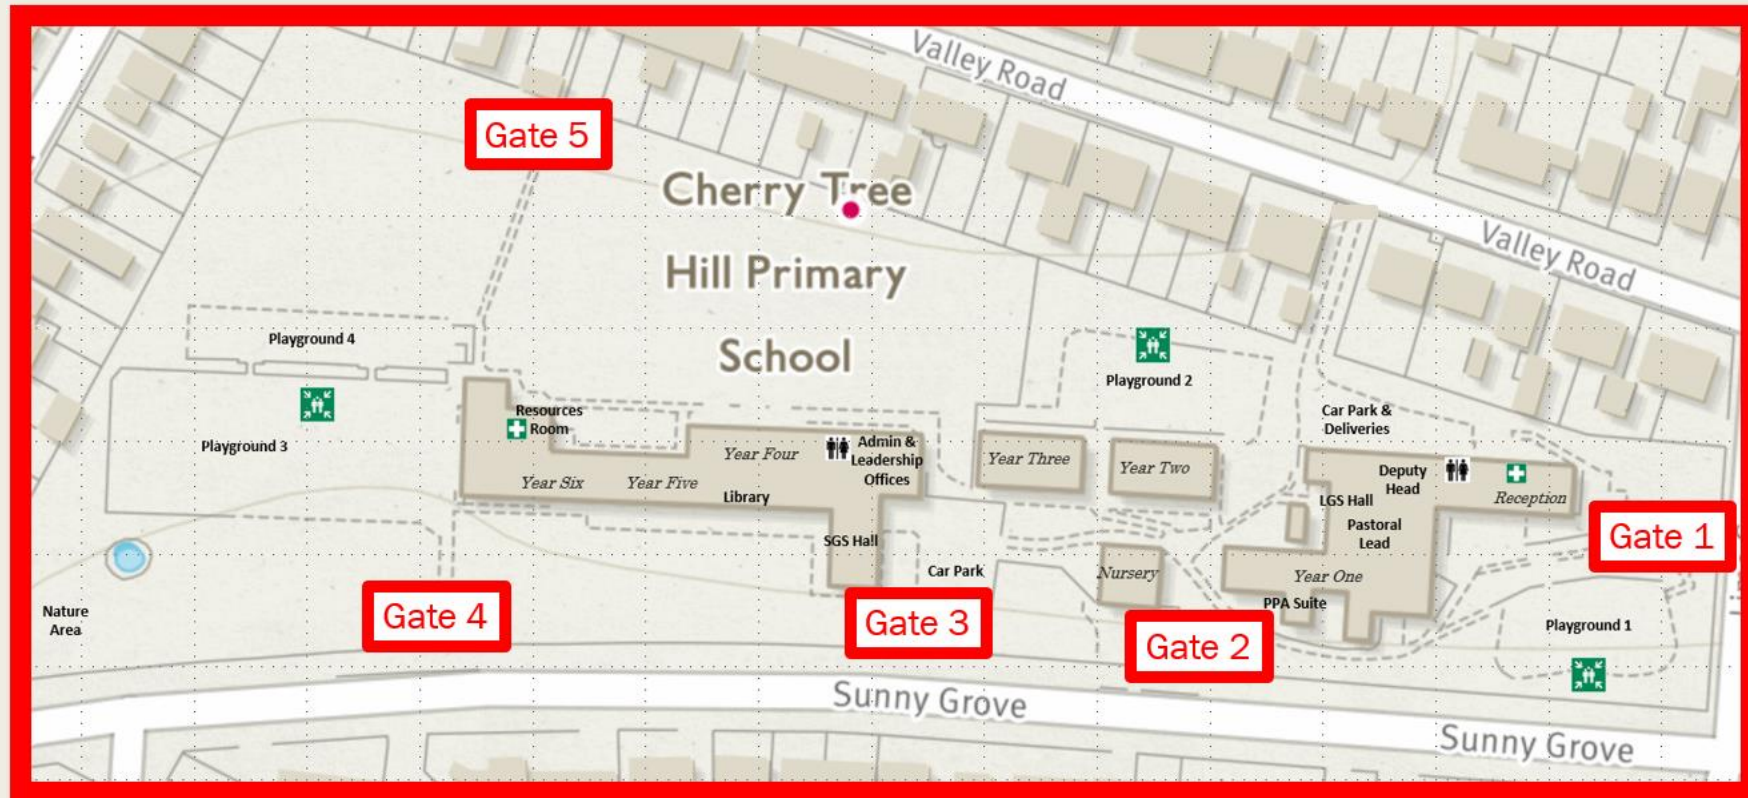 Valley Road
Gate 5
Cherry Tree
Hill Primary
School
Valley Road
Playground 4
Playground 2
Playground 3
Resources
Room
Car Park &
Deliveries
Year Four
Admin &
Leadership
Offices
Year Three
Year Two
Deputy
Head
Year Six
Year Five
Library
LGS Hall
Reception
Pastoral
Lead
Gate 1
SGS Hall
Car Park
Nursery
Year One
PPA Suite
Nature
Area
Gate 4
Gate 3
Gate 2
Playground 1
Sunny Grove
Sunny Grove